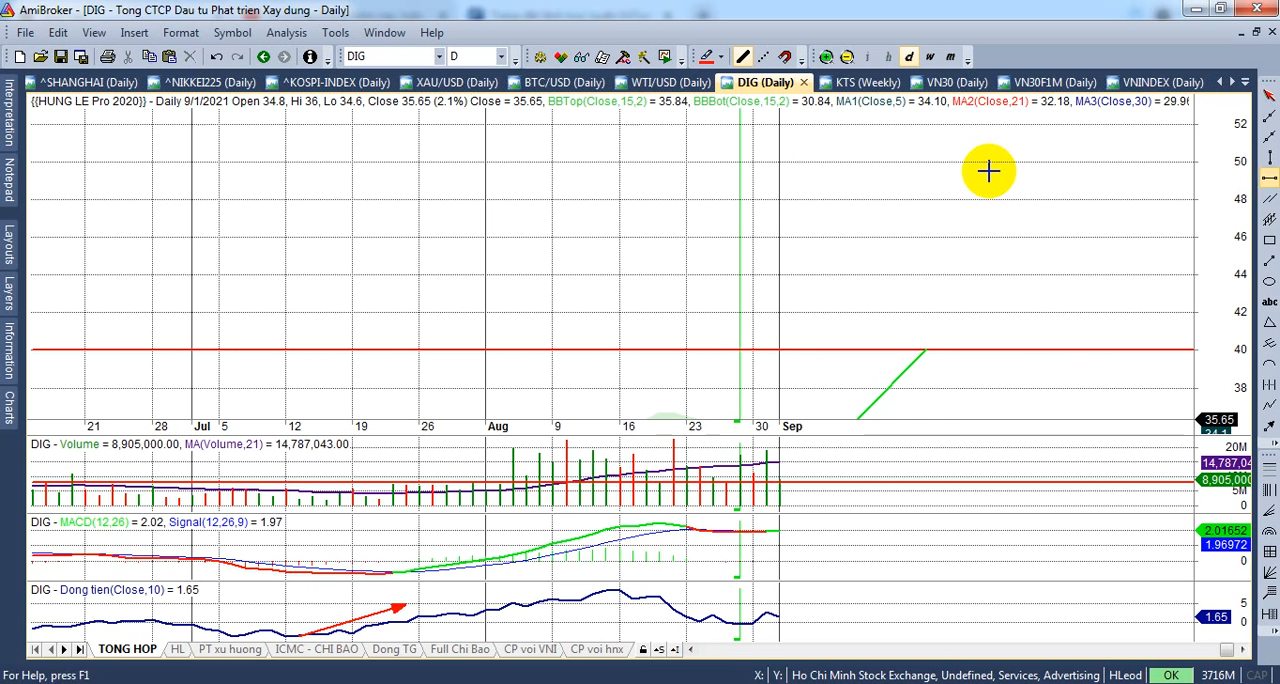 AmiBroker - [DIG - Tong CTCP Dau tu Phat trien Xay dung - Daily]
File Edit View Insert Format Symbol Analysis Tools Window Help
DIG D i h d w m
^SHANGHAI (Daily) ^NIKKEI225 (Daily) ^KOSPI-INDEX (Daily) XAU/USD (Daily) BTC/USD (Daily) WTI/USD (Daily) DIG (Daily) KTS (Weekly) VN30 (Daily) VN30F1M (Daily) VNINDEX (Daily)
Interpretation
Notepad
Layouts
Layers
Information
Charts
{{HUNG LE Pro 2020}} - Daily 9/1/2021 Open 34.8, Hi 36, Lo 34.6, Close 35.65 (2.1%) Close = 35.65, BBTop(Close,15,2) = 35.84, BBBot(Close,15,2) = 30.84, MA1(Close,5) = 34.10, MA2(Close,21) = 32.18, MA3(Close,30) = 29.96
52
50
48
46
44
42
40
38
35.65
34.1
21 28 Jul 5 12 19 26 Aug 9 16 23 30 Sep
DIG - Volume = 8,905,000.00, MA(Volume,21) = 14,787,043.00
20M
14,787,04
8,905,000
5M
0
DIG - MACD(12,26) = 2.02, Signal(12,26,9) = 1.97
2.01652
1.96972
0
DIG - Dong tien(Close,10) = 1.65
5
1.65
0
abc
TONG HOP HL PT xu huong ICMC - CHI BAO Dong TG Full Chi Bao CP voi VNI CP voi hnx
For Help, press F1 X: Y: Ho Chi Minh Stock Exchange, Undefined, Services, Advertising HLeod OK 3716M CAP